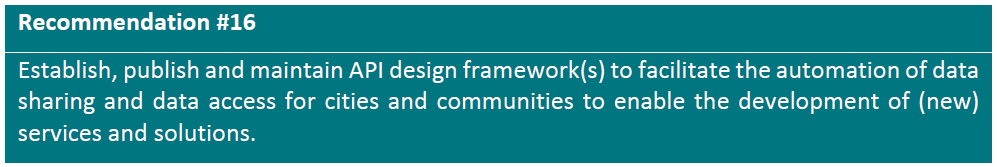 Recommendation #16
Establish, publish and maintain API design framework(s) to facilitate the automation of data
sharing and data access for cities and communities to enable the development of (new)
services and solutions.